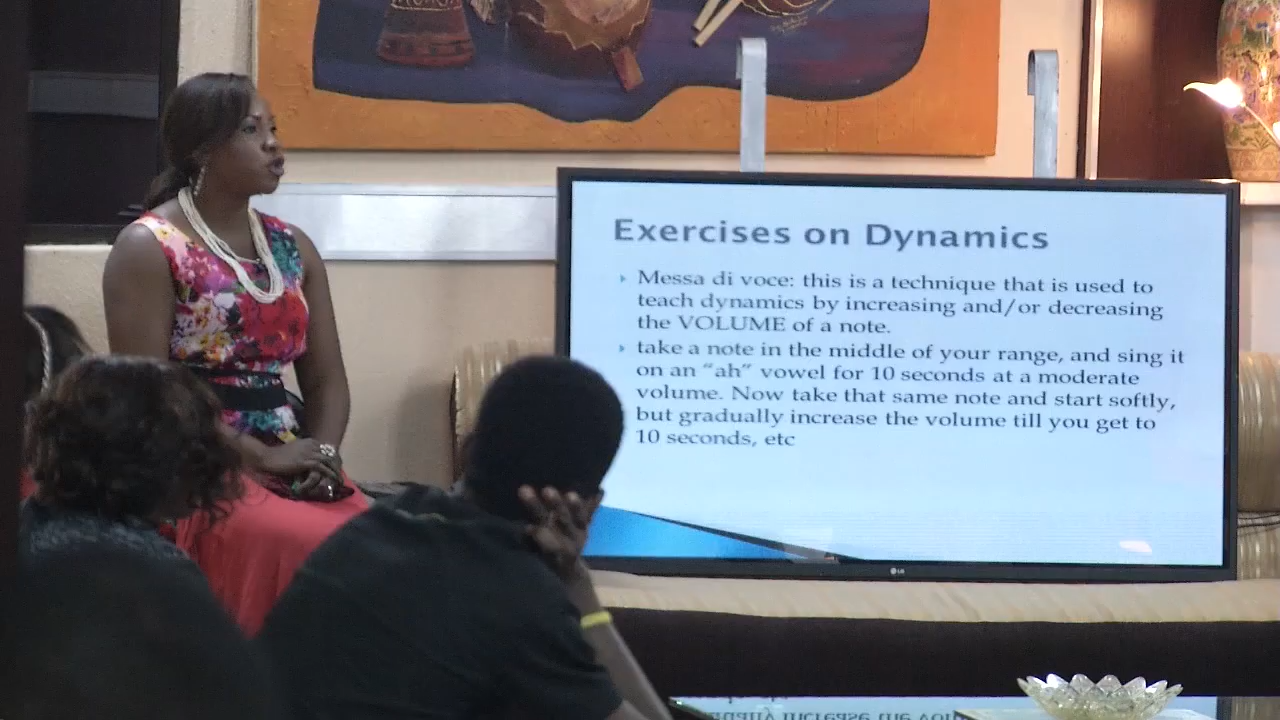 Exercises on Dynamics
Messa di voce: this is a technique that is used to
teach dynamics by increasing and/or decreasing
the VOLUME of a note.
take a note in the middle of your range, and sing it
on an “ah” vowel for 10 seconds at a moderate
volume. Now take that same note and start softly,
but gradually increase the volume till you get to
10 seconds, etc
LG